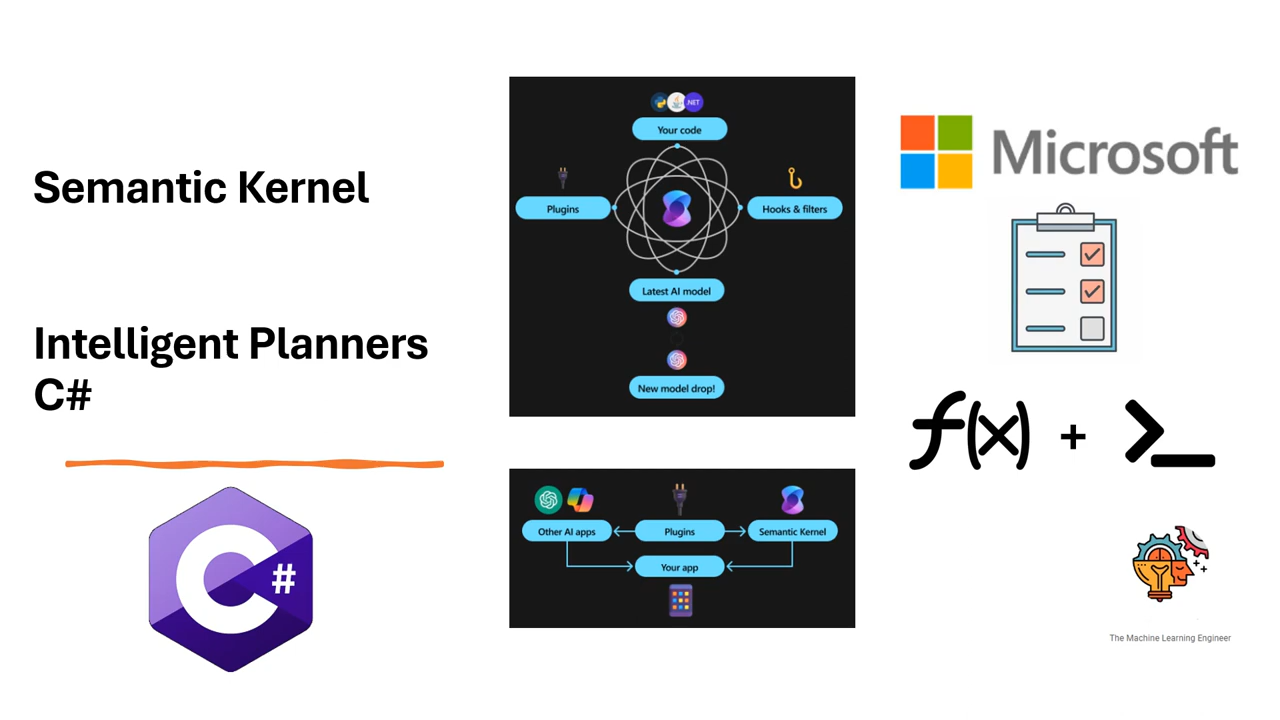 Semantic Kernel
Intelligent Planners
C#
C#
.NET
Your code
Plugins
Hooks & filters
Latest AI model
New model drop!
Other AI apps
Plugins
Semantic Kernel
Your app
Microsoft
f(x) + >_
The Machine Learning Engineer